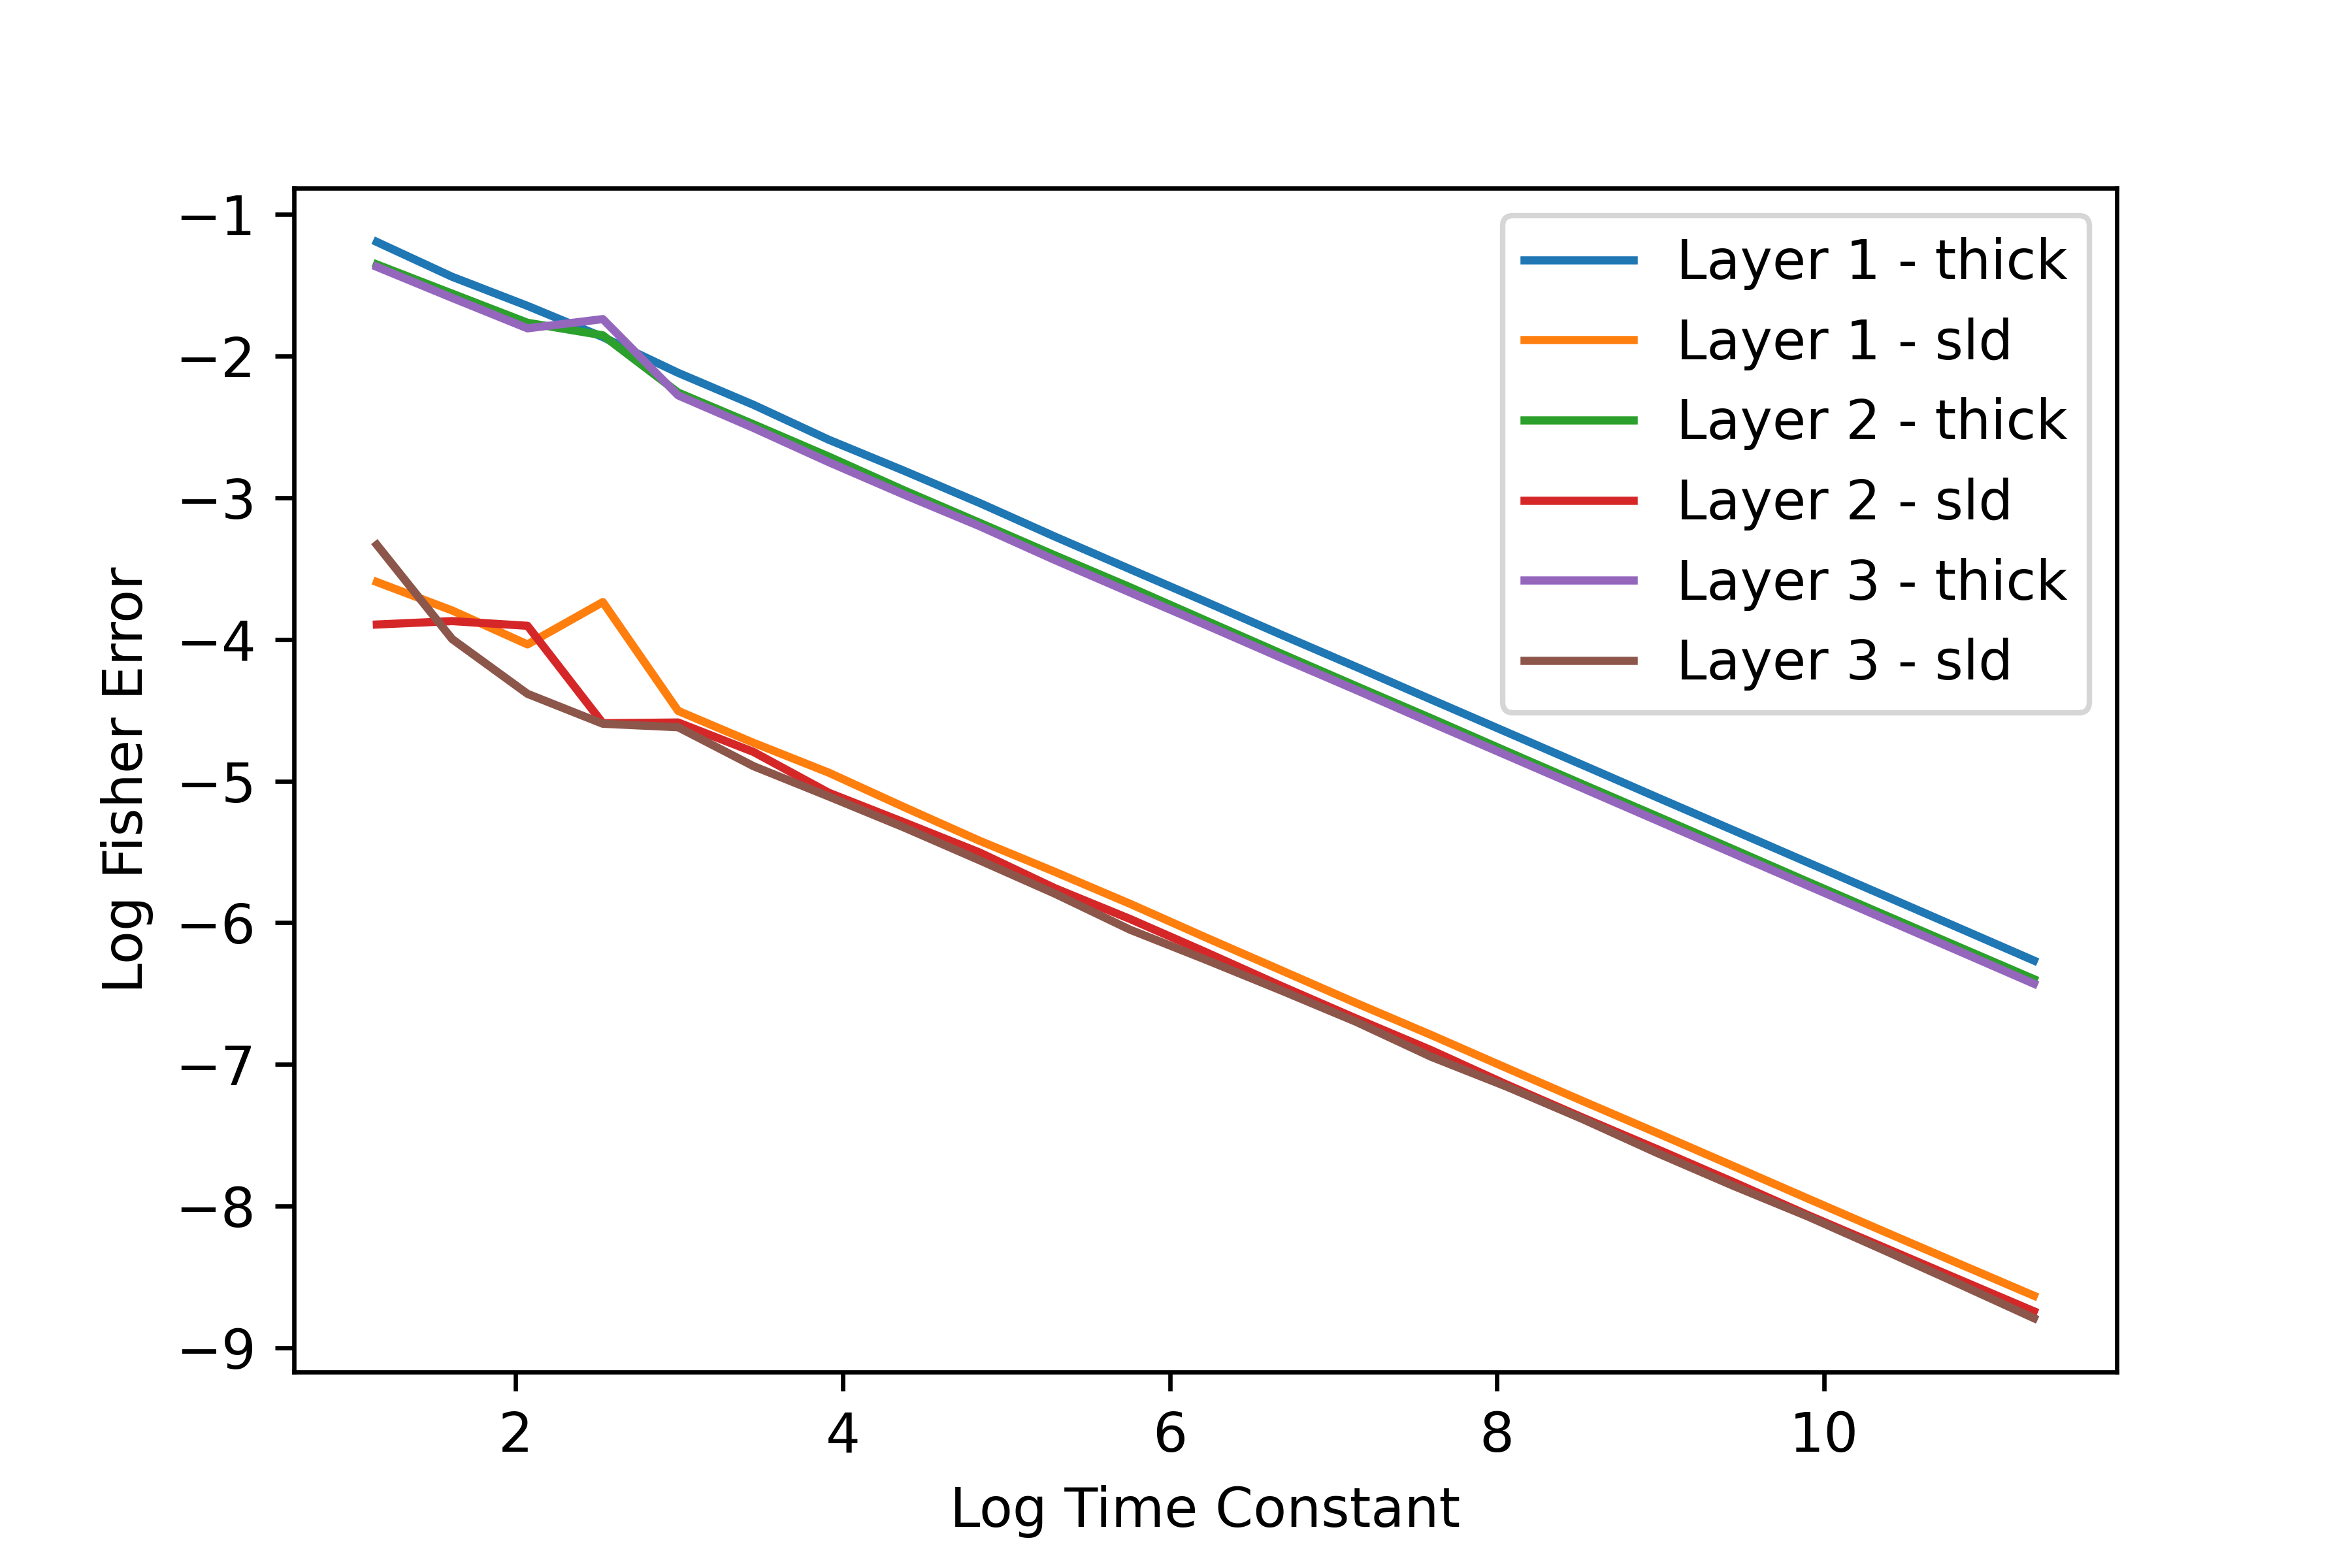 −1
−2
−3
−4
−5
−6
−7
−8
−9
Log Fisher Error
2
4
6
8
10
Log Time Constant
Layer 1 - thick
Layer 1 - sld
Layer 2 - thick
Layer 2 - sld
Layer 3 - thick
Layer 3 - sld